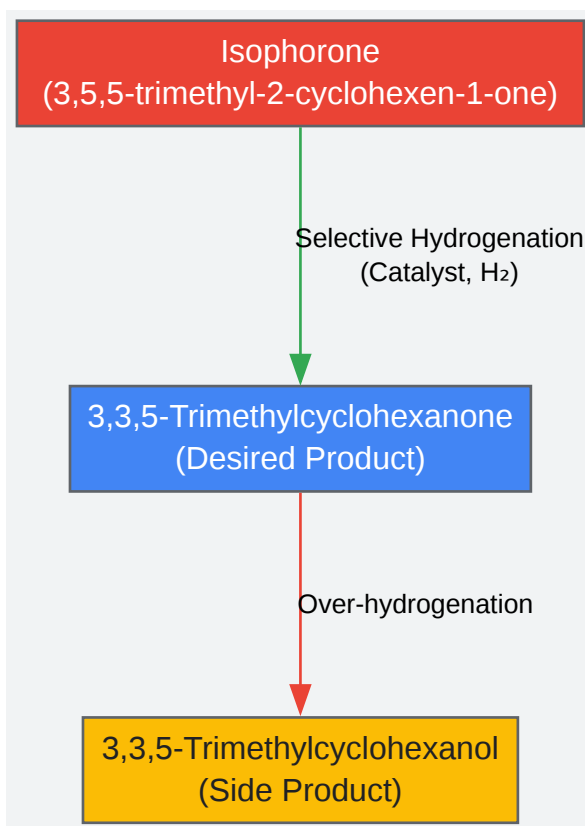 Isophorone
(3,5,5-trimethyl-2-cyclohexen-1-one)
Selective Hydrogenation
(Catalyst, H₂)
3,3,5-Trimethylcyclohexanone
(Desired Product)
Over-hydrogenation
3,3,5-Trimethylcyclohexanol
(Side Product)